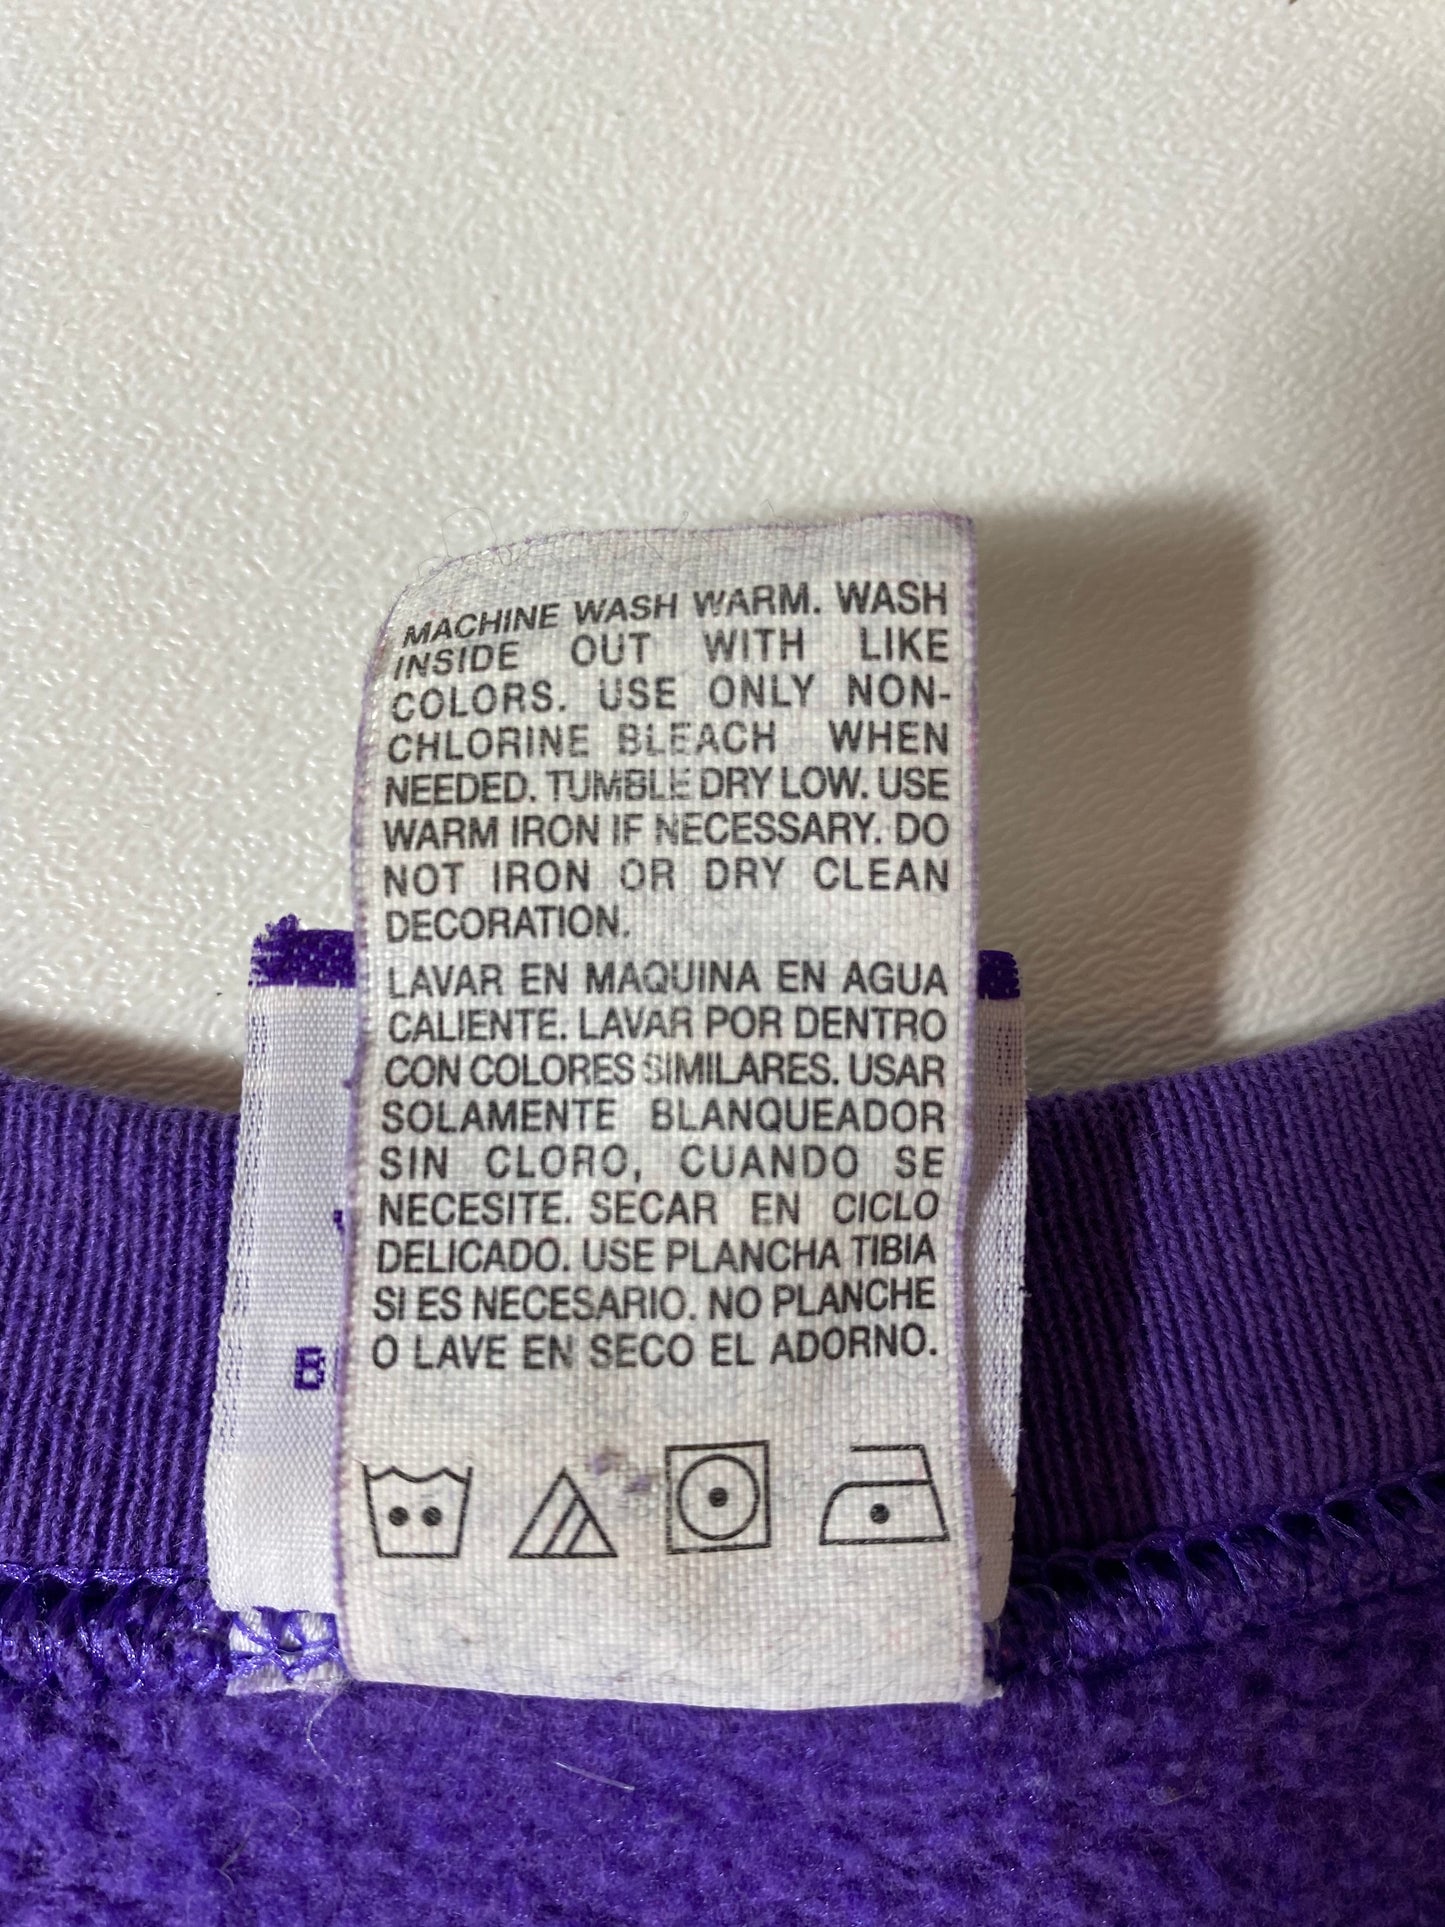 MACHINE WASH WARM. WASH
INSIDE OUT WITH LIKE
COLORS. USE ONLY NON-
CHLORINE BLEACH WHEN
NEEDED. TUMBLE DRY LOW. USE
WARM IRON IF NECESSARY. DO
NOT IRON OR DRY CLEAN
DECORATION.
LAVAR EN MAQUINA EN AGUA
CALIENTE. LAVAR POR DENTRO
CON COLORES SIMILARES. USAR
SOLAMENTE BLANQUEADOR
SIN CLORO, CUANDO SE
NECESITE. SECAR EN CICLO
DELICADO. USE PLANCHA TIBIA
SI ES NECESARIO. NO PLANCHE
O LAVE EN SECO EL ADORNO.
B